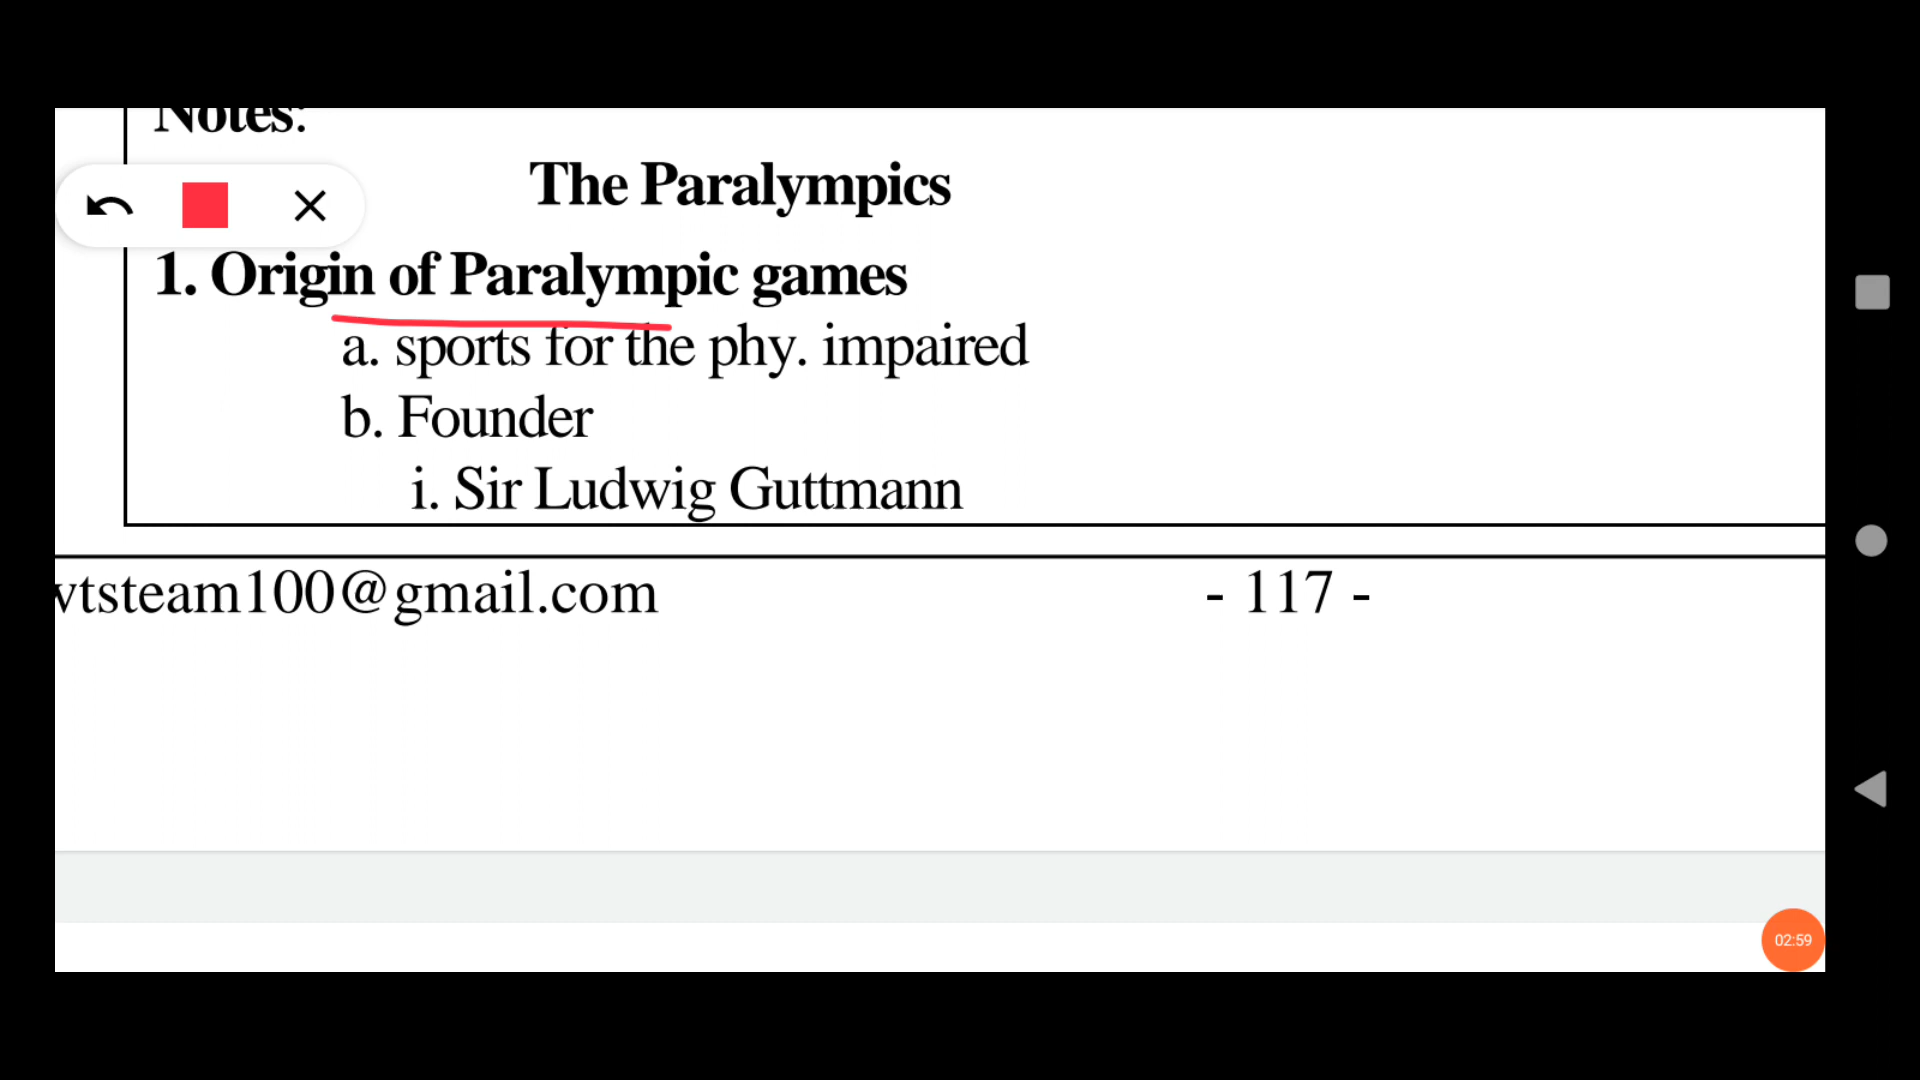 Notes:
The Paralympics
1. Origin of Paralympic games
a. sports for the phy. impaired
b. Founder
i. Sir Ludwig Guttmann
vtsteam100@gmail.com
- 117 -
02:59